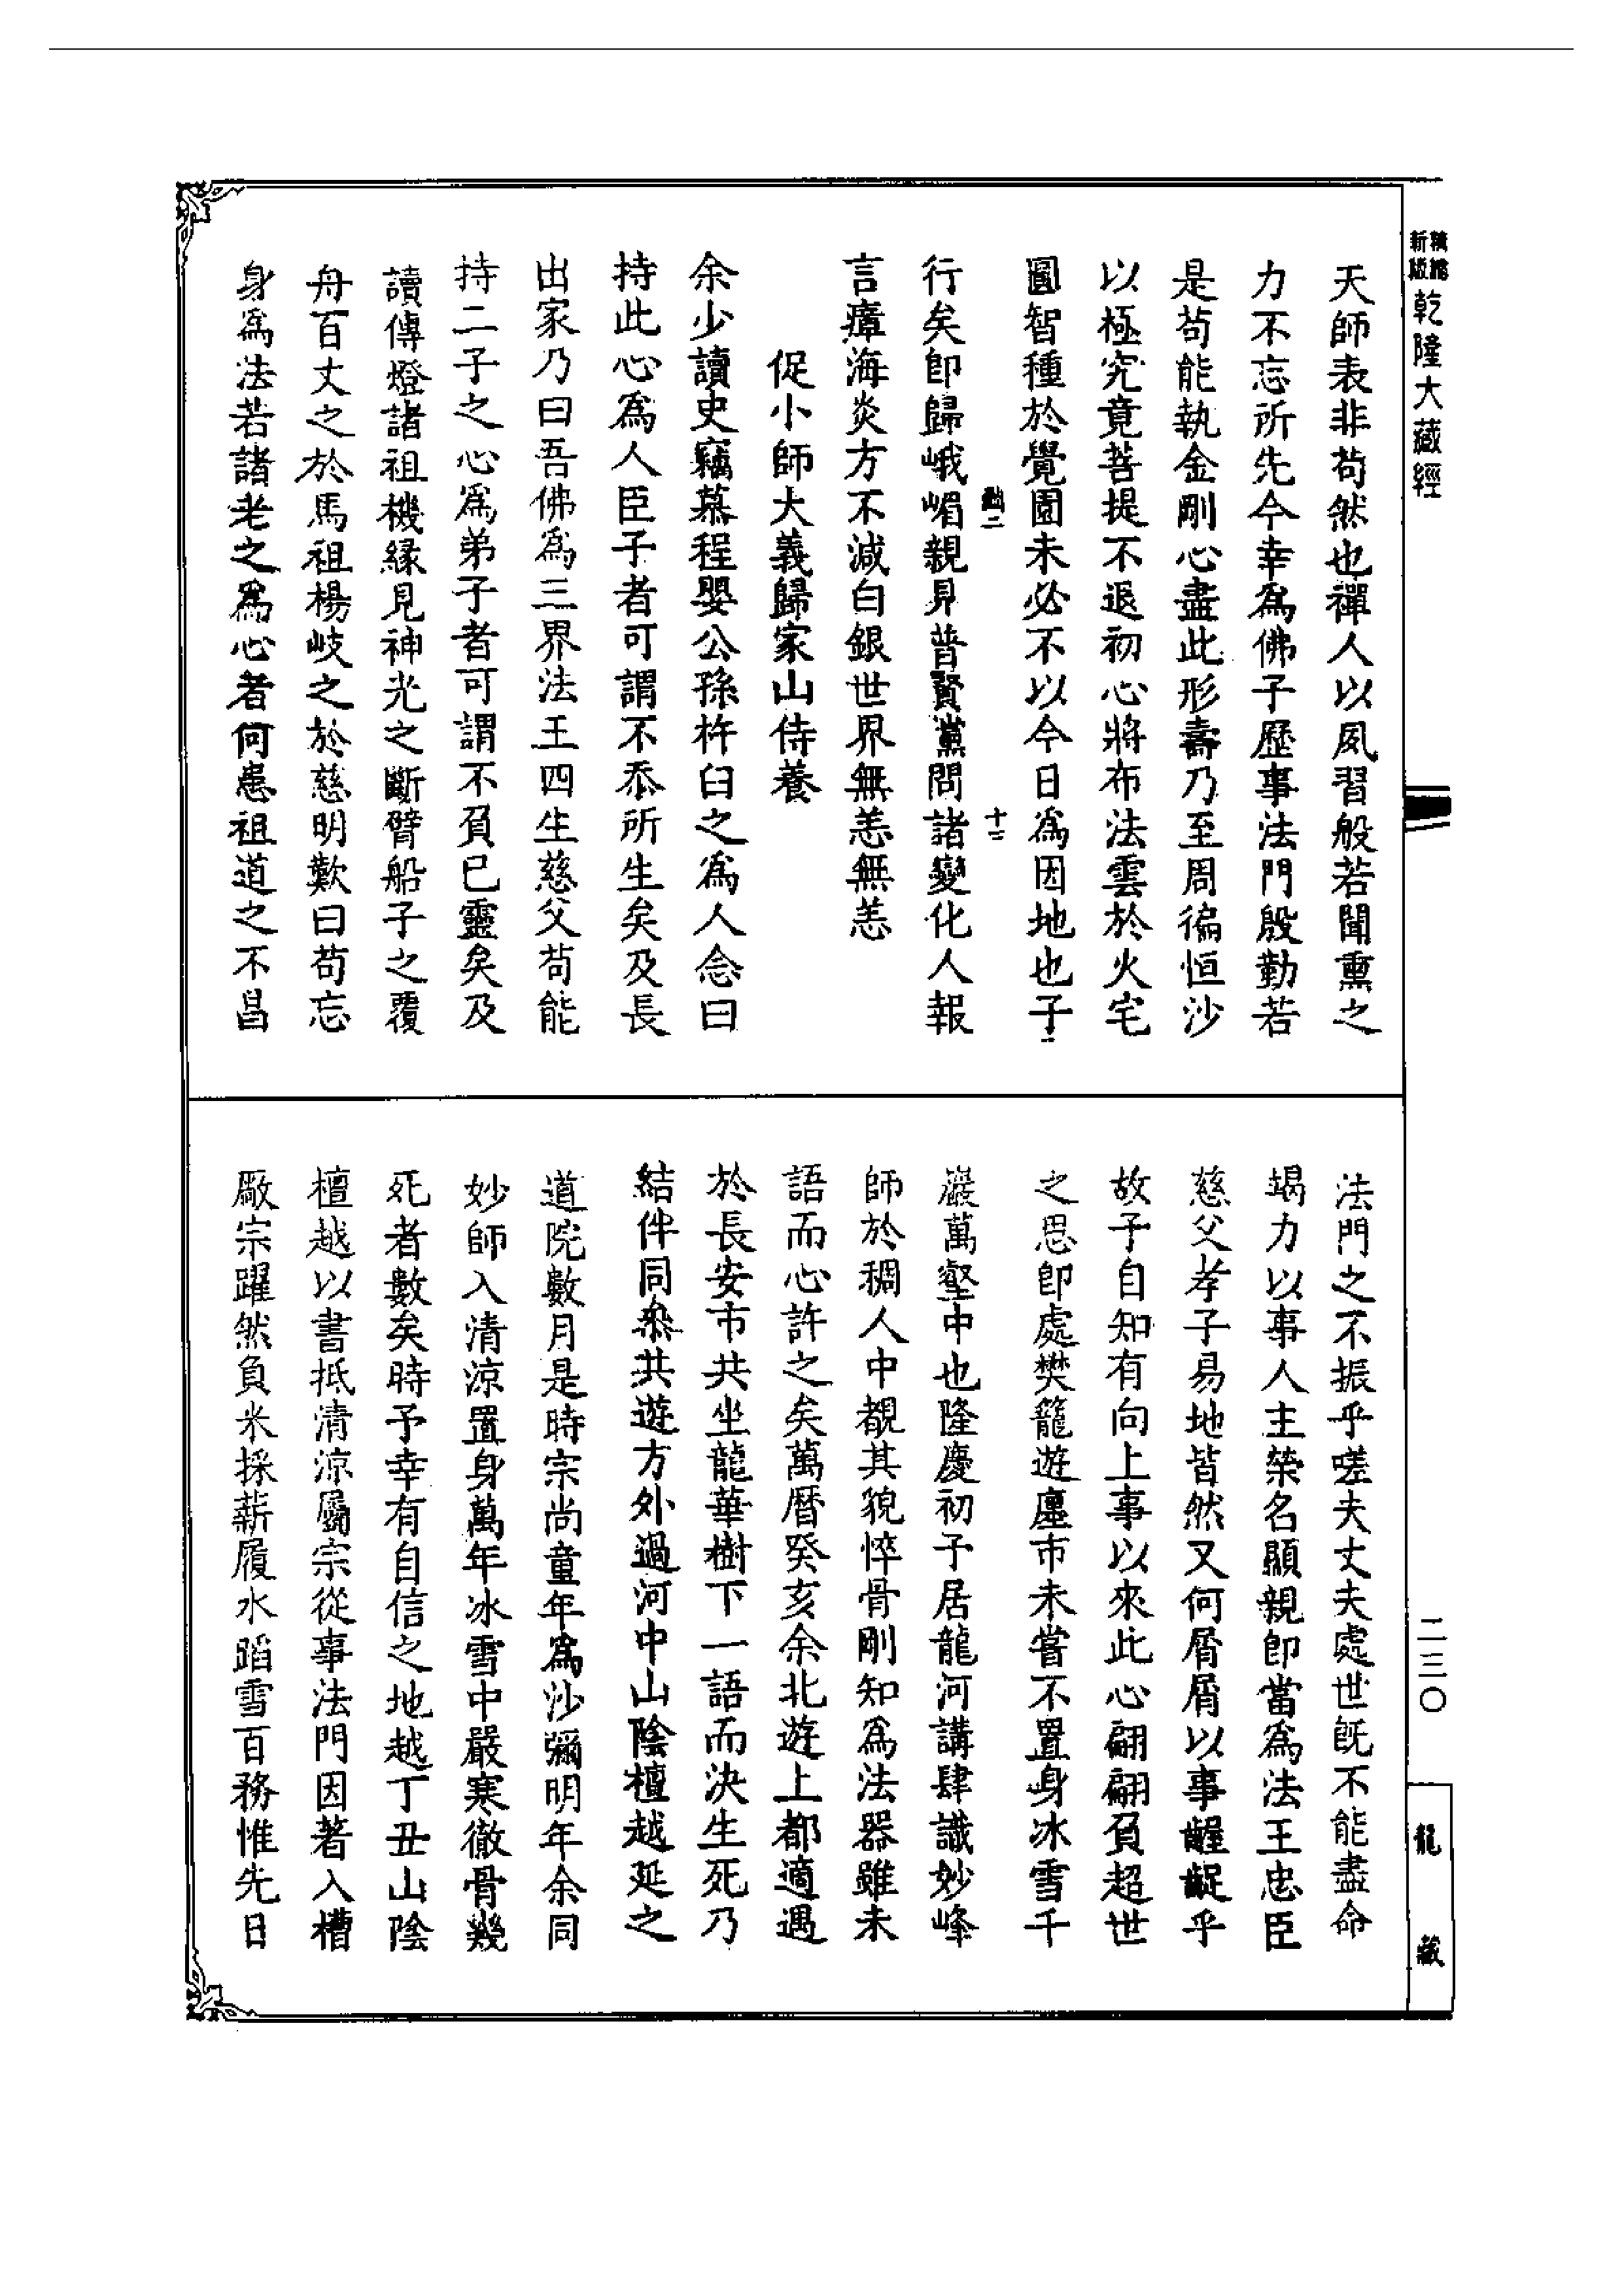 精縮
新版
乾隆大藏經
天師表非苟然也禪人以夙習般若聞熏之
力不忘所先今幸為佛子歷事法門殷勤若
是苟能執金剛心盡此形壽乃至周徧恒沙
以極究竟菩提不退初心將布法雲於火宅
圓智種於覺園未必不以今日為因地也子
十二
行矣即歸峨嵋親見普賢黨問諸變化人報
言瘴海炎方不減白銀世界無恙無恙
促小師大義歸家山侍養
余少讀史竊慕程嬰公孫杵臼之為人念曰
持此心為人臣子者可謂不忝所生矣及長
出家乃曰吾佛為三界法王四生慈父苟能
持二子之心為弟子者可謂不負己靈矣及
讀傳燈諸祖機緣見神光之斷臂船子之覆
舟百丈之於馬祖楊岐之於慈明歎曰苟忘
身為法若諸老之為心者何患祖道之不昌
法門之不振乎嗟夫丈夫處世既不能盡命
竭力以事人主榮名顯親即當為法王忠臣
慈父孝子易地皆然又何屑屑以事齷齪乎
故予自知有向上事以來此心翩翩負超世
之思即處樊籠遊廛市未嘗不置身冰雪千
巖萬壑中也隆慶初予居龍河講肆識妙峰
師於稠人中覩其貌悴骨剛知為法器雖未
語而心許之矣萬曆癸亥余北遊上都適遇
於長安市共坐龍華樹下一語而決生死乃
結伴同叅共遊方外過河中山陰檀越延之
道院數月是時宗尚童年為沙彌明年余同
妙師入清涼置身萬年冰雪中嚴寒徹骨幾
死者數矣時予幸有自信之地越丁丑山陰
檀越以書抵清涼屬宗從事法門因著入槽
厰宗躍然負米採薪履水蹈雪百務惟先日
二三〇
龍藏